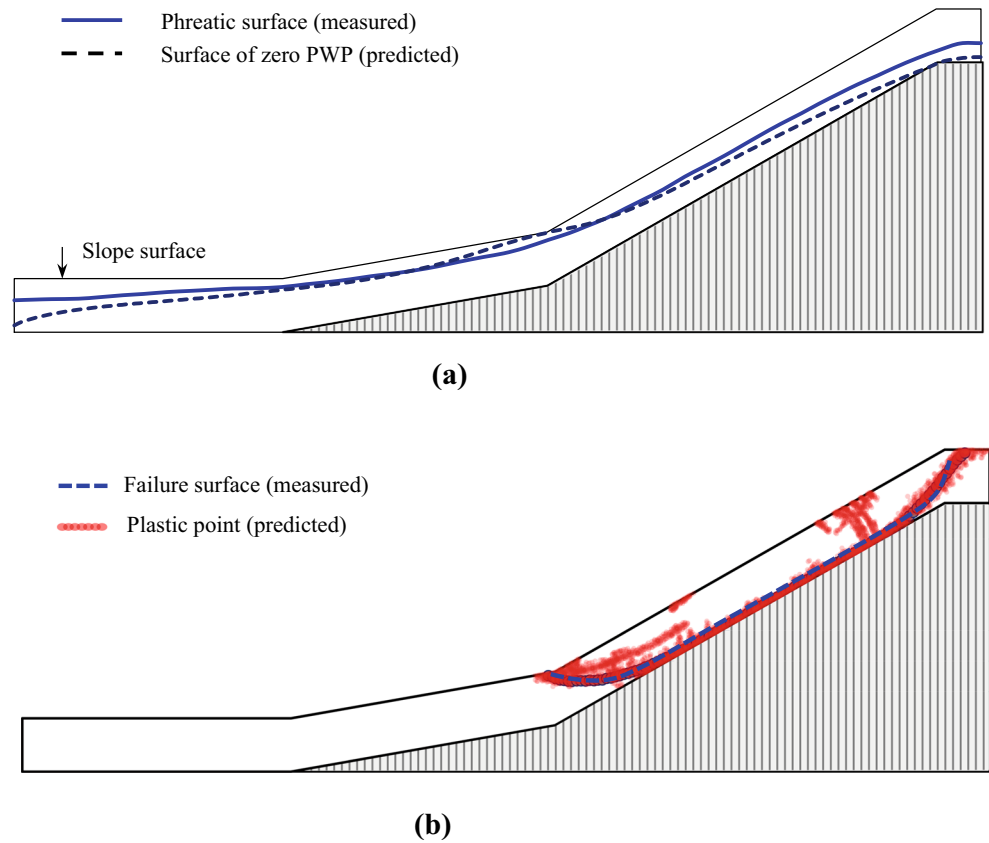 Phreatic surface (measured)
Surface of zero PWP (predicted)
Slope surface
(a)
Failure surface (measured)
Plastic point (predicted)
(b)